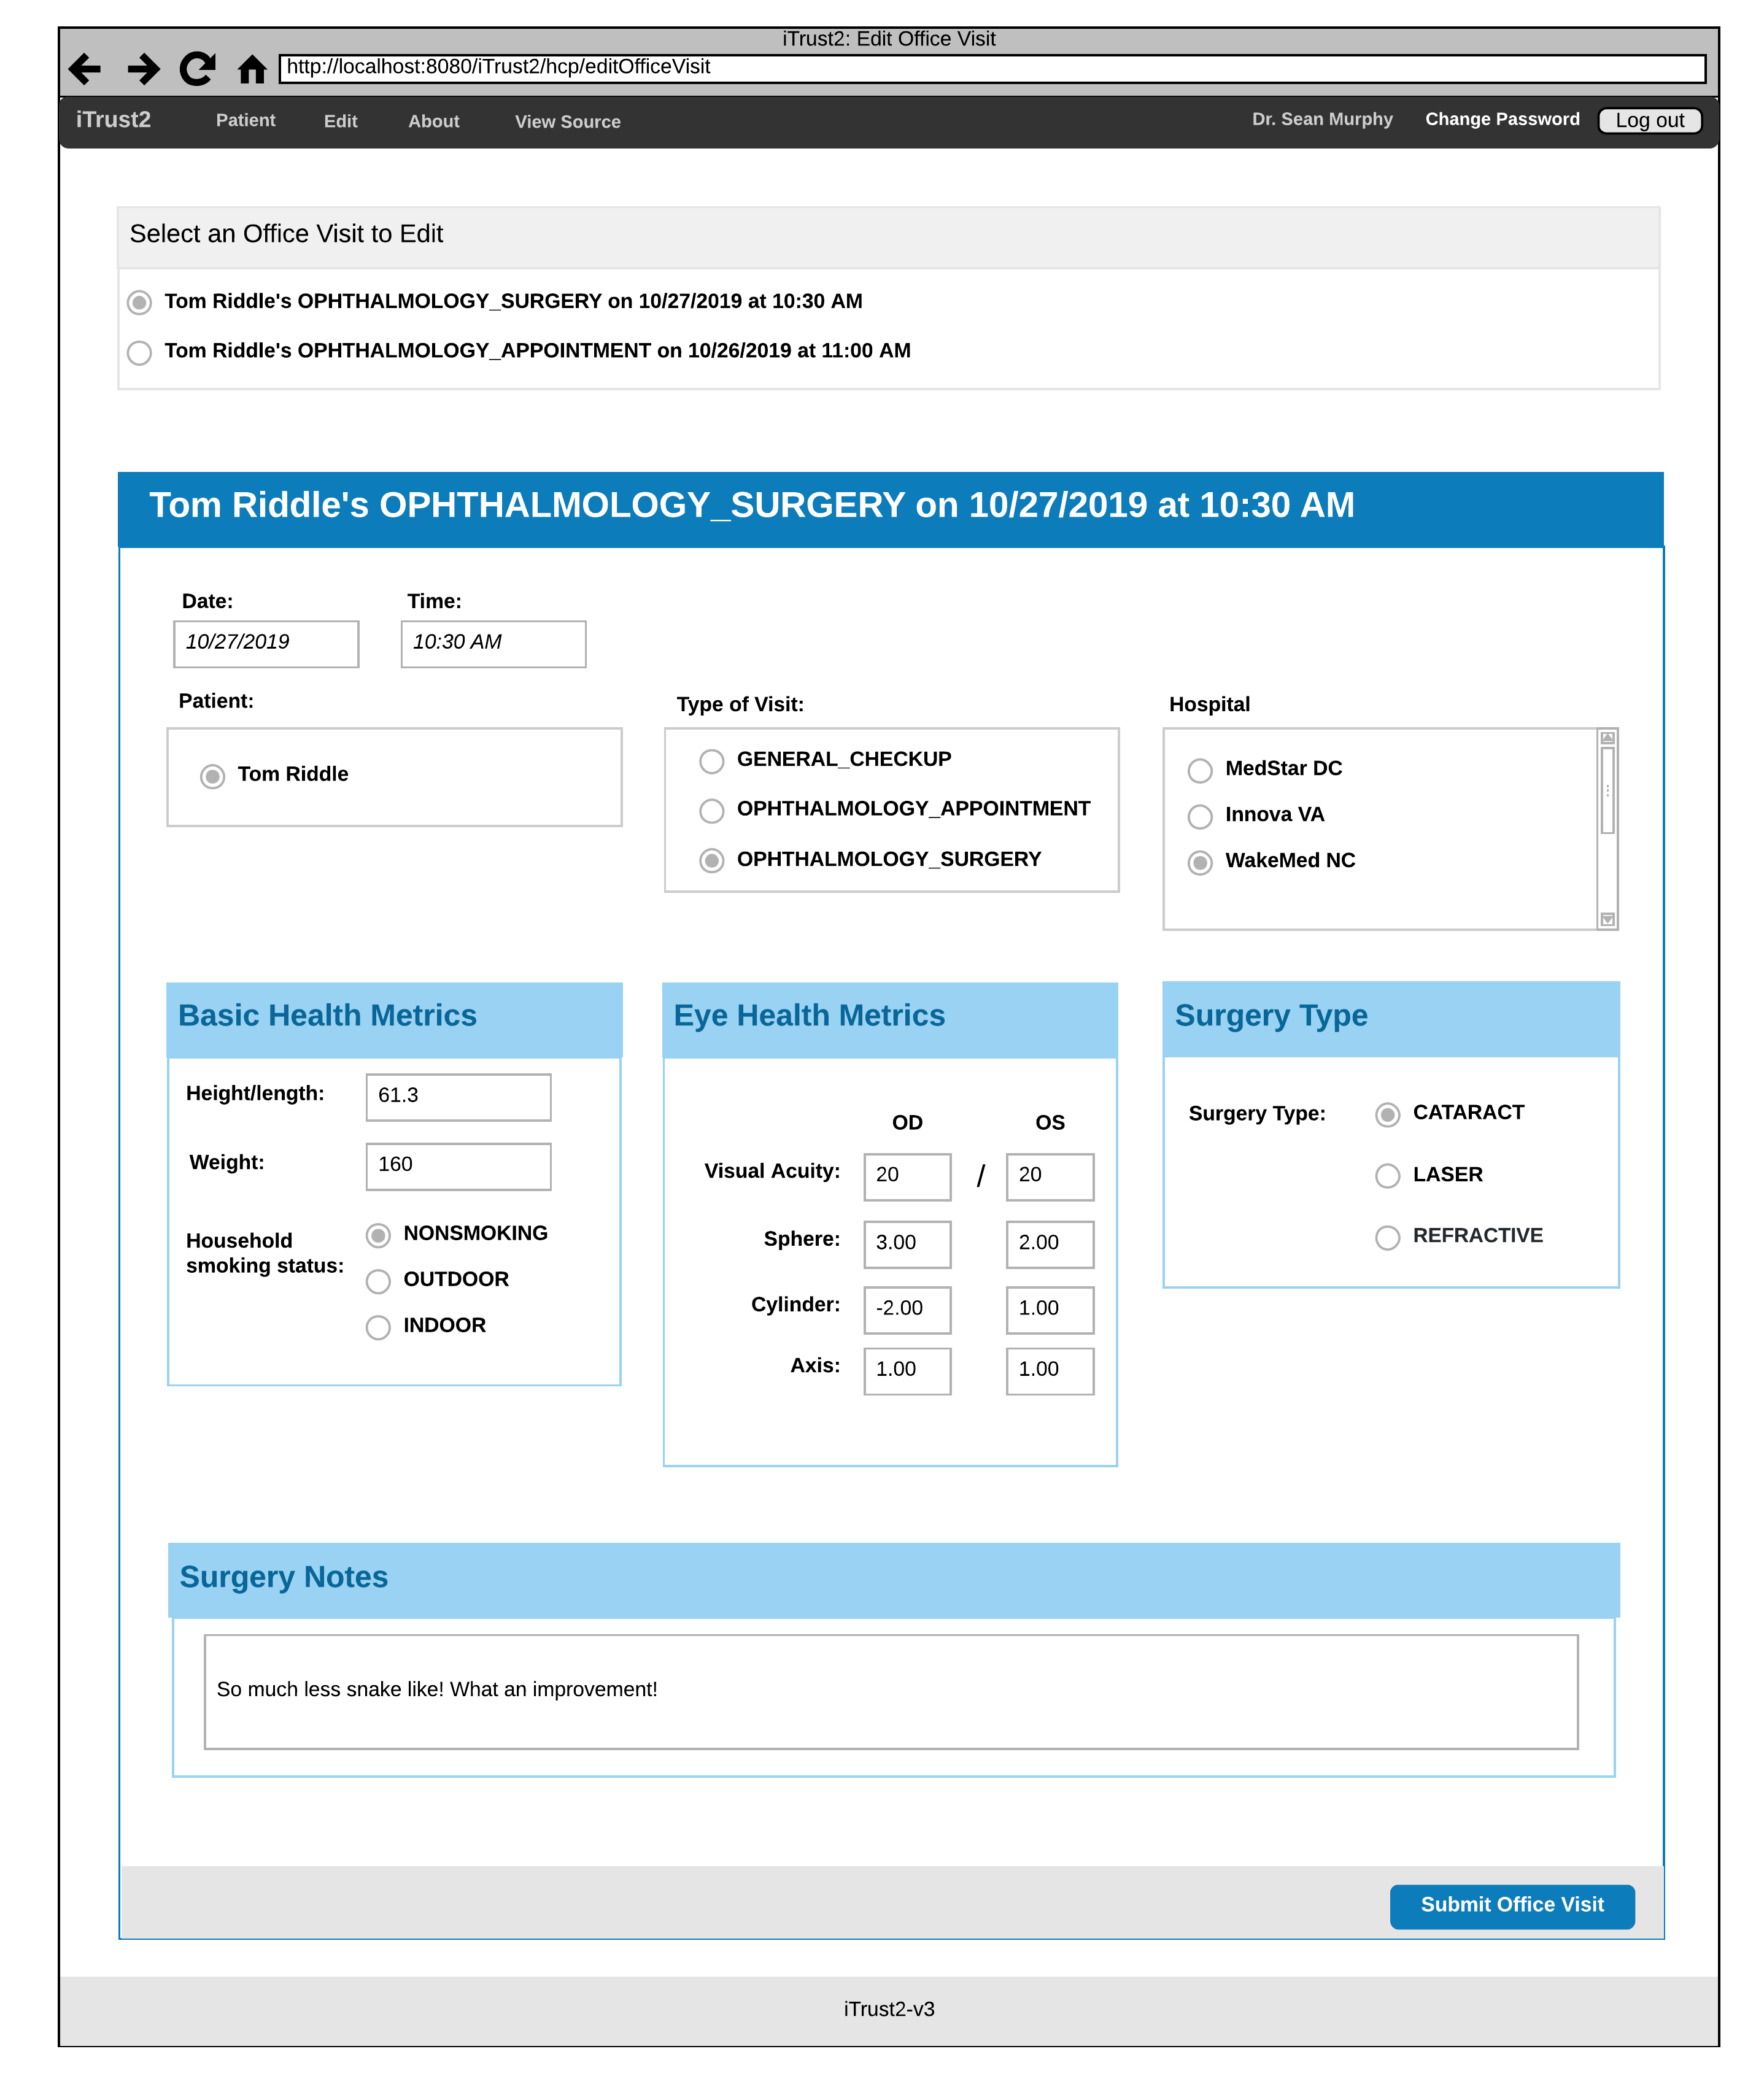 iTrust2: Edit Office Visit
http://localhost:8080/iTrust2/hcp/editOfficeVisit
iTrust2 Patient Edit About View Source Dr. Sean Murphy Change Password Log out
Select an Office Visit to Edit
Tom Riddle's OPHTHALMOLOGY_SURGERY on 10/27/2019 at 10:30 AM
Tom Riddle's OPHTHALMOLOGY_APPOINTMENT on 10/26/2019 at 11:00 AM
Tom Riddle's OPHTHALMOLOGY_SURGERY on 10/27/2019 at 10:30 AM
Date: Time:
10/27/2019 10:30 AM
Patient:
Tom Riddle
Type of Visit:
GENERAL_CHECKUP
OPHTHALMOLOGY_APPOINTMENT
OPHTHALMOLOGY_SURGERY
Hospital
MedStar DC
Innova VA
WakeMed NC
Basic Health Metrics
Height/length: 61.3
Weight: 160
Household
smoking status:
NONSMOKING
OUTDOOR
INDOOR
Eye Health Metrics
OD OS
Visual Acuity: 20 / 20
Sphere: 3.00 2.00
Cylinder: -2.00 1.00
Axis: 1.00 1.00
Surgery Type
Surgery Type: CATARACT
LASER
REFRACTIVE
Surgery Notes
So much less snake like! What an improvement!
Submit Office Visit
iTrust2-v3